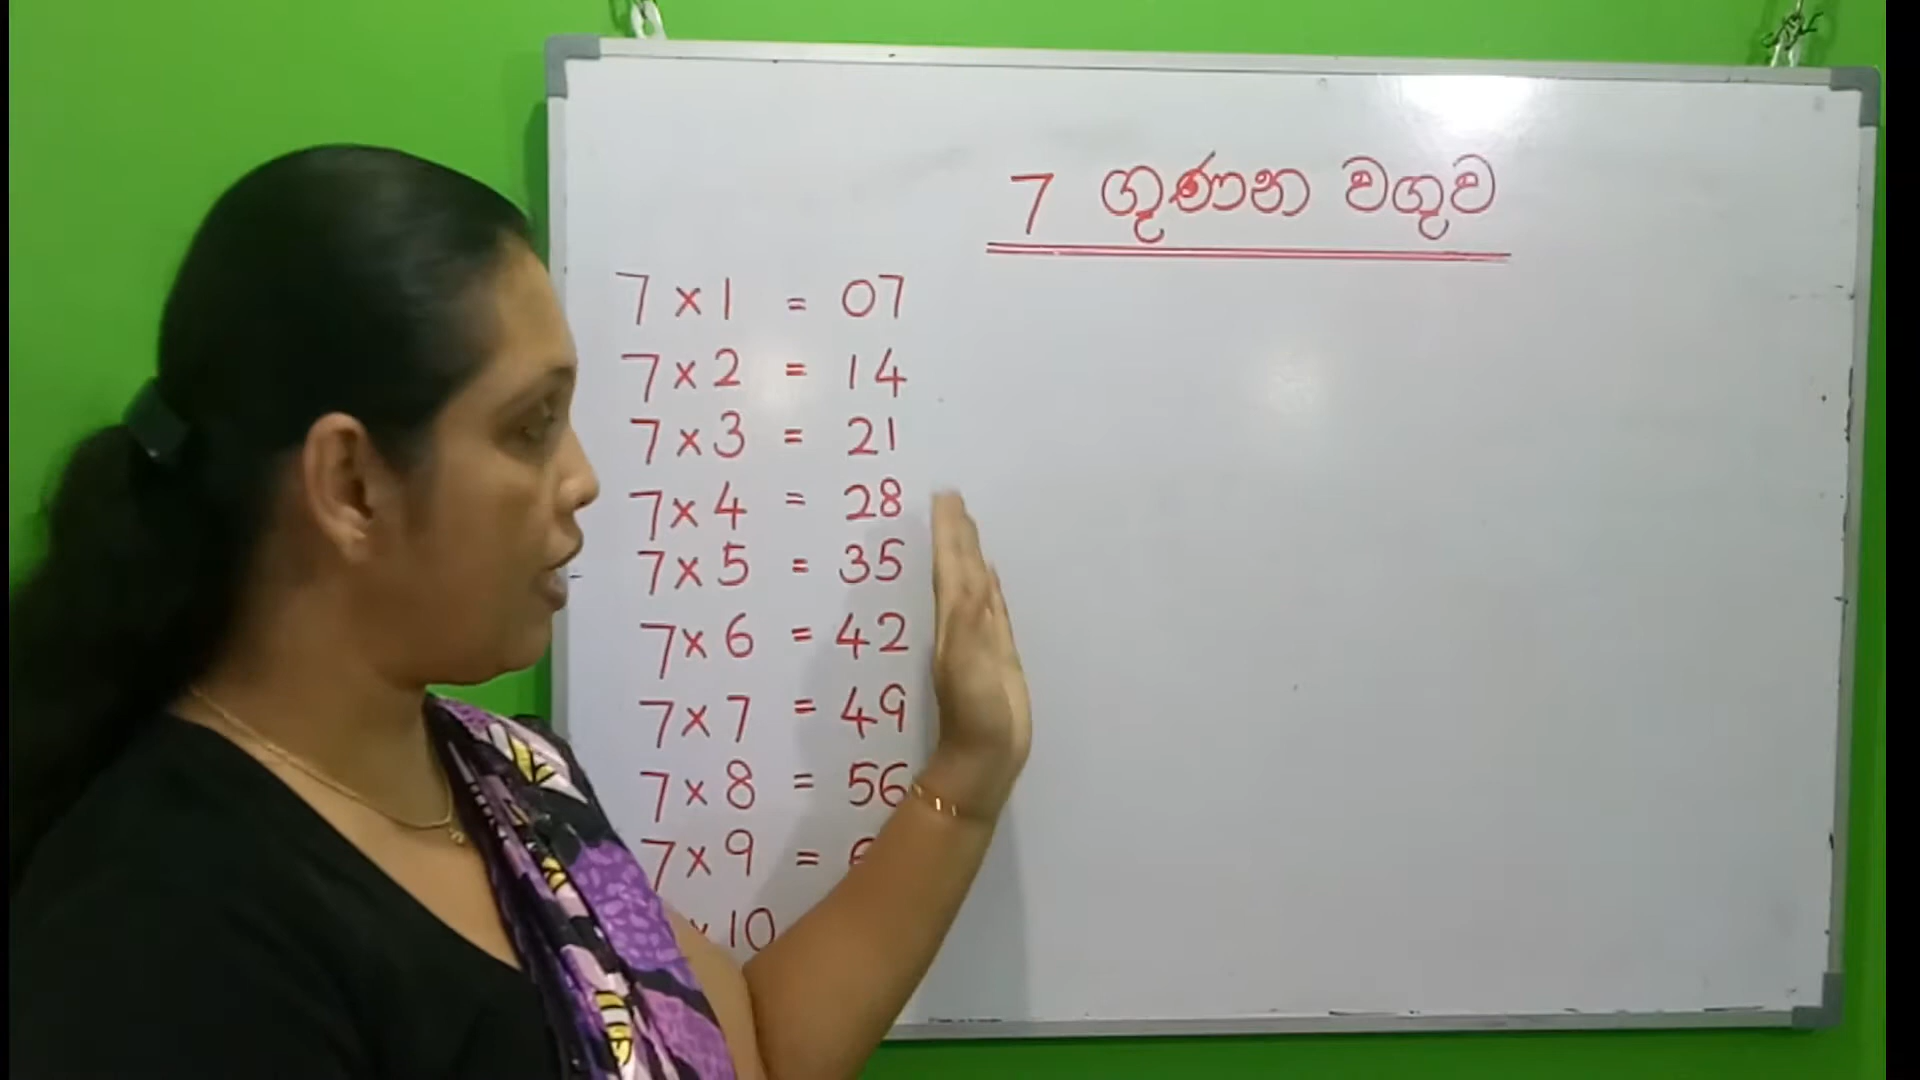 7 ගුණන වගුව
7 × 1 = 07
7 × 2 = 14
7 × 3 = 21
7 × 4 = 28
7 × 5 = 35
7 × 6 = 42
7 × 7 = 49
7 × 8 = 56
7 × 9 =
× 10